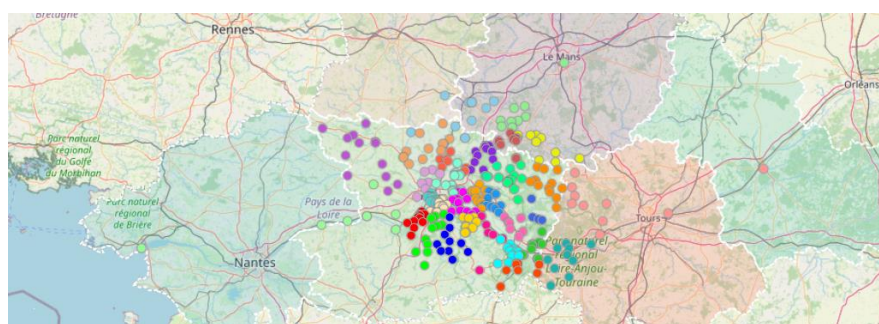 Bretagne
Rennes
Le Mans
Orléans
Parc naturel
régional
du Golfe
du Morbihan
Parc naturel
régional
de Brière
Pays de la
Loire
Tours
Nantes
Parc naturel
régional
Loire-Anjou-
Touraine